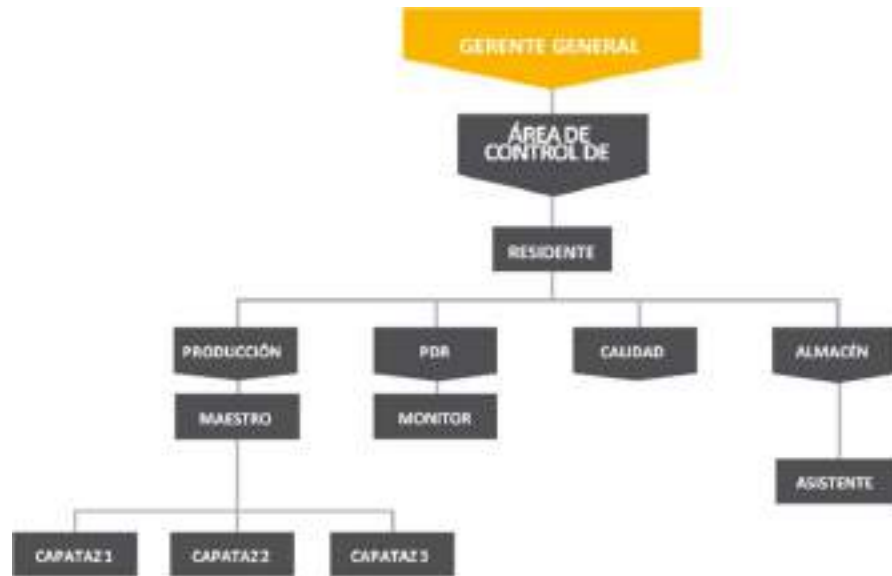 GERENTE GENERAL
ÁREA DE
CONTROL DE
RESIDENTE
PRODUCCIÓN
PDR
CALIDAD
ALMACÉN
MAESTRO
MONITOR
ASISTENTE
CAPATAZ 1
CAPATAZ 2
CAPATAZ 3